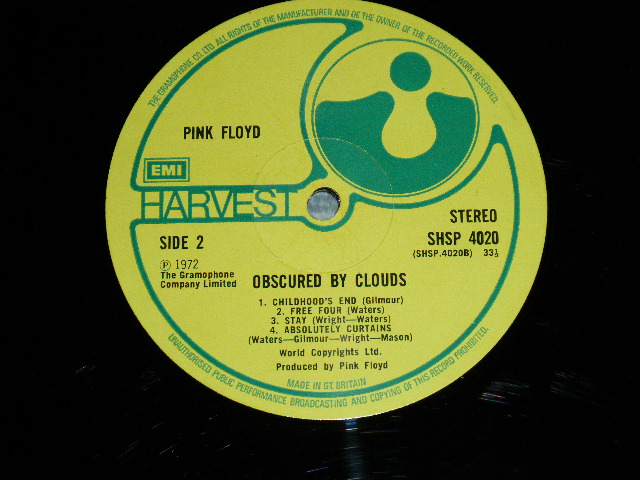 THE GRAMOPHONE CO. LTD. ALL RIGHTS OF THE MANUFACTURER AND OF THE OWNER OF THE RECORDED WORK RESERVED.
PINK FLOYD
EMI
HARVEST
STEREO
SIDE 2
SHSP 4020
(SHSP.4020B) 33⅓
Ⓟ 1972
The Gramophone
Company Limited
OBSCURED BY CLOUDS
1. CHILDHOOD'S END (Gilmour)
2. FREE FOUR (Waters)
3. STAY (Wright—Waters)
4. ABSOLUTELY CURTAINS
(Waters—Gilmour—Wright—Mason)
World Copyrights Ltd.
Produced by Pink Floyd
MADE IN GT. BRITAIN
UNAUTHORISED PUBLIC PERFORMANCE BROADCASTING AND COPYING OF THIS RECORD PROHIBITED.